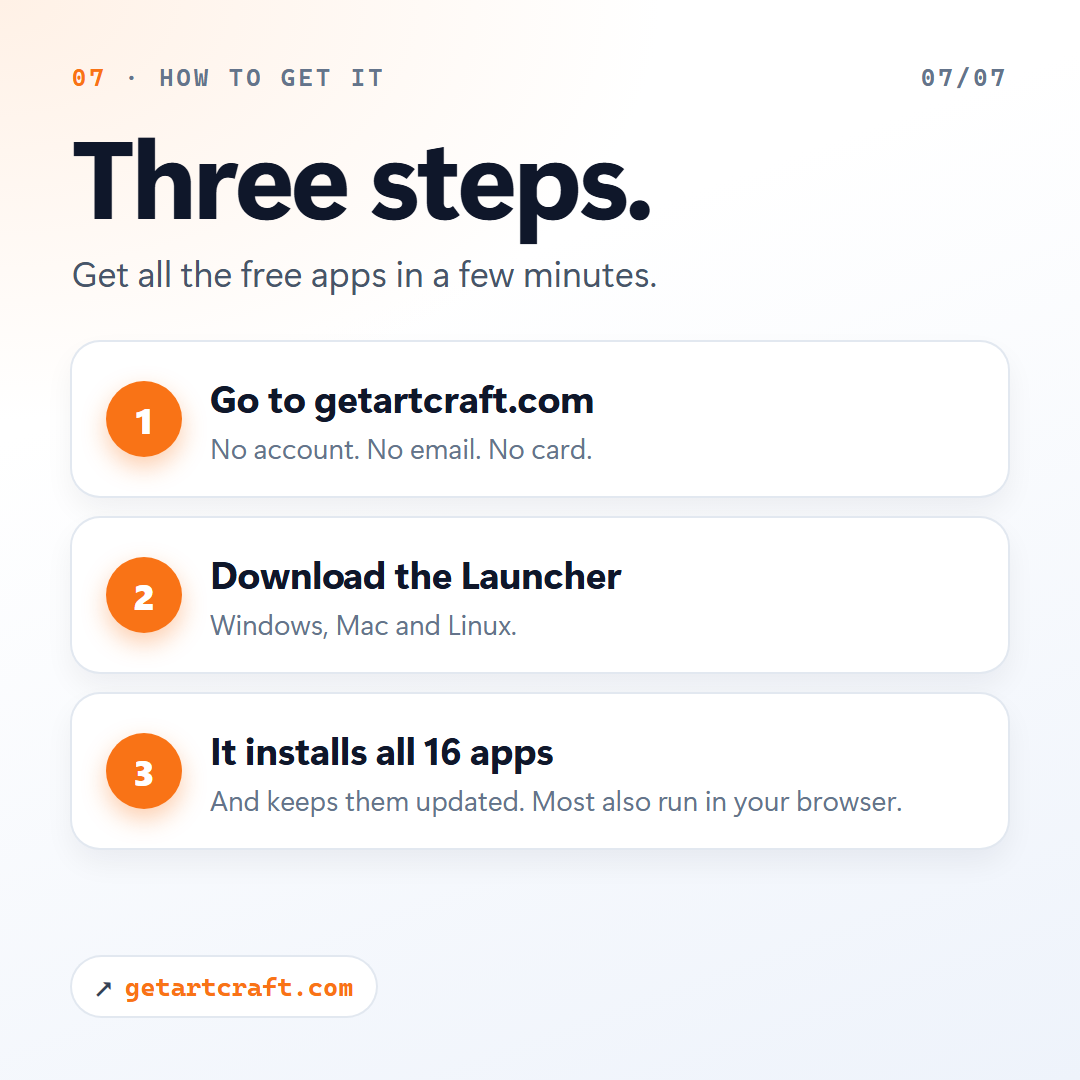 07 · HOW TO GET IT
07/07
Three steps.
Get all the free apps in a few minutes.
1
Go to getartcraft.com
No account. No email. No card.
2
Download the Launcher
Windows, Mac and Linux.
3
It installs all 16 apps
And keeps them updated. Most also run in your browser.
↗ getartcraft.com